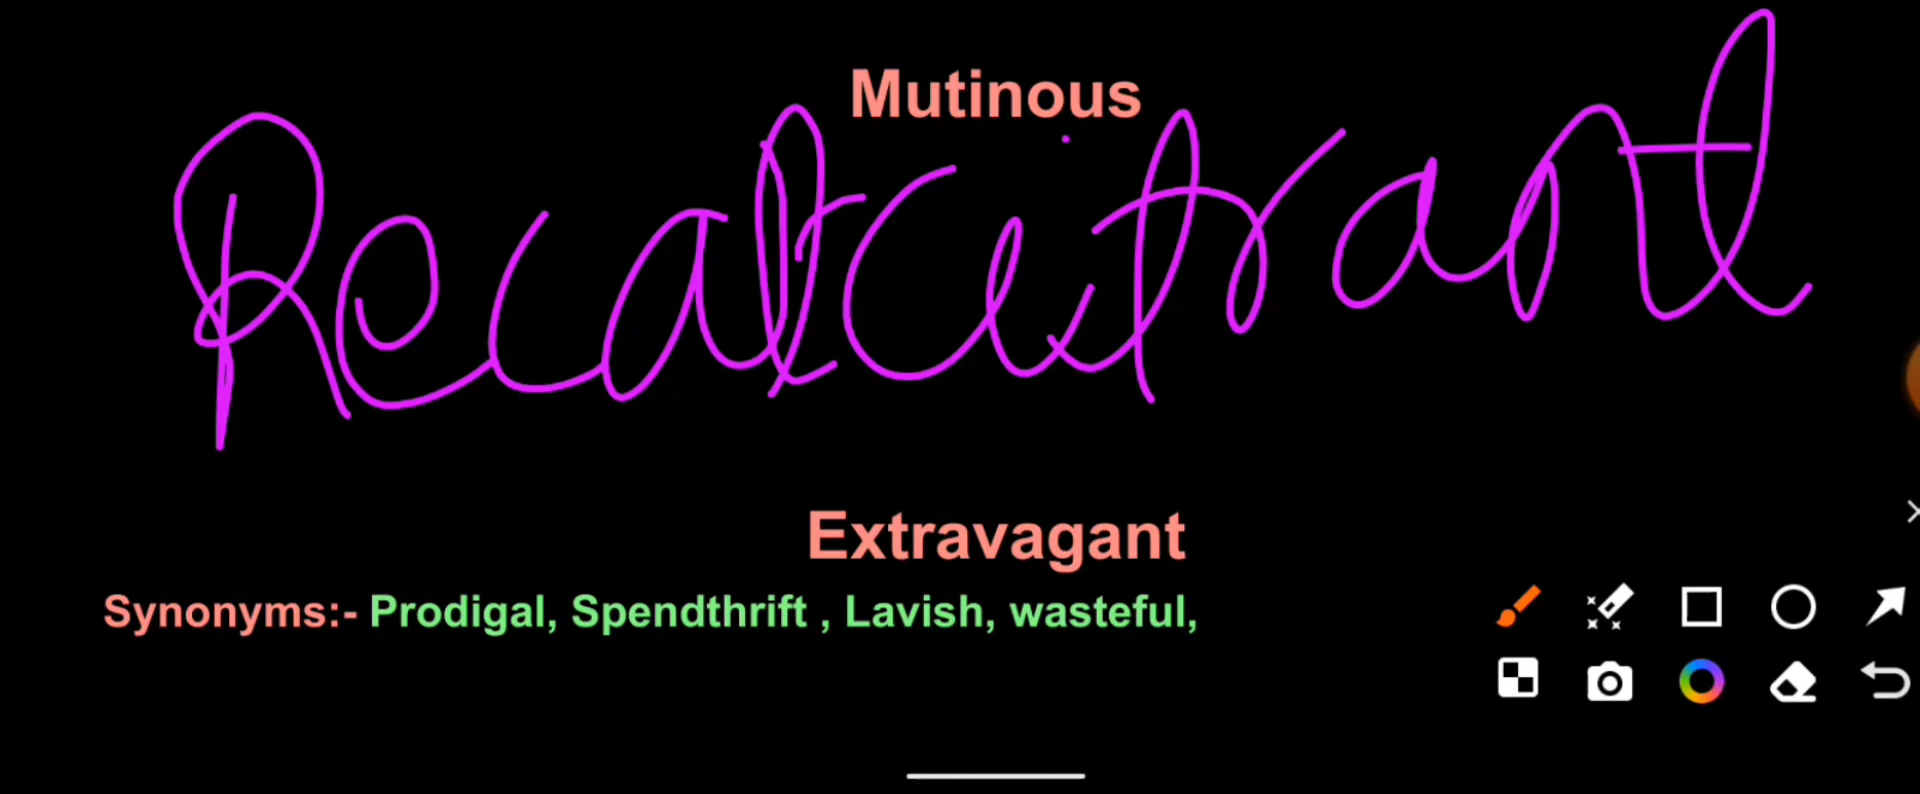 Mutinous
Recalcitrant
Extravagant
Synonyms:- Prodigal, Spendthrift , Lavish, wasteful,